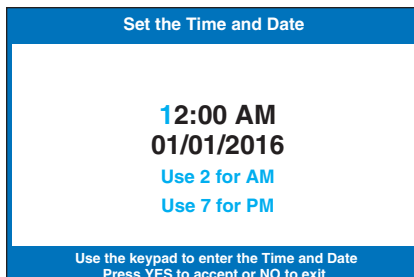 Set the Time and Date
12:00 AM
01/01/2016
Use 2 for AM
Use 7 for PM
Use the keypad to enter the Time and Date
Press YES to accept or NO to exit